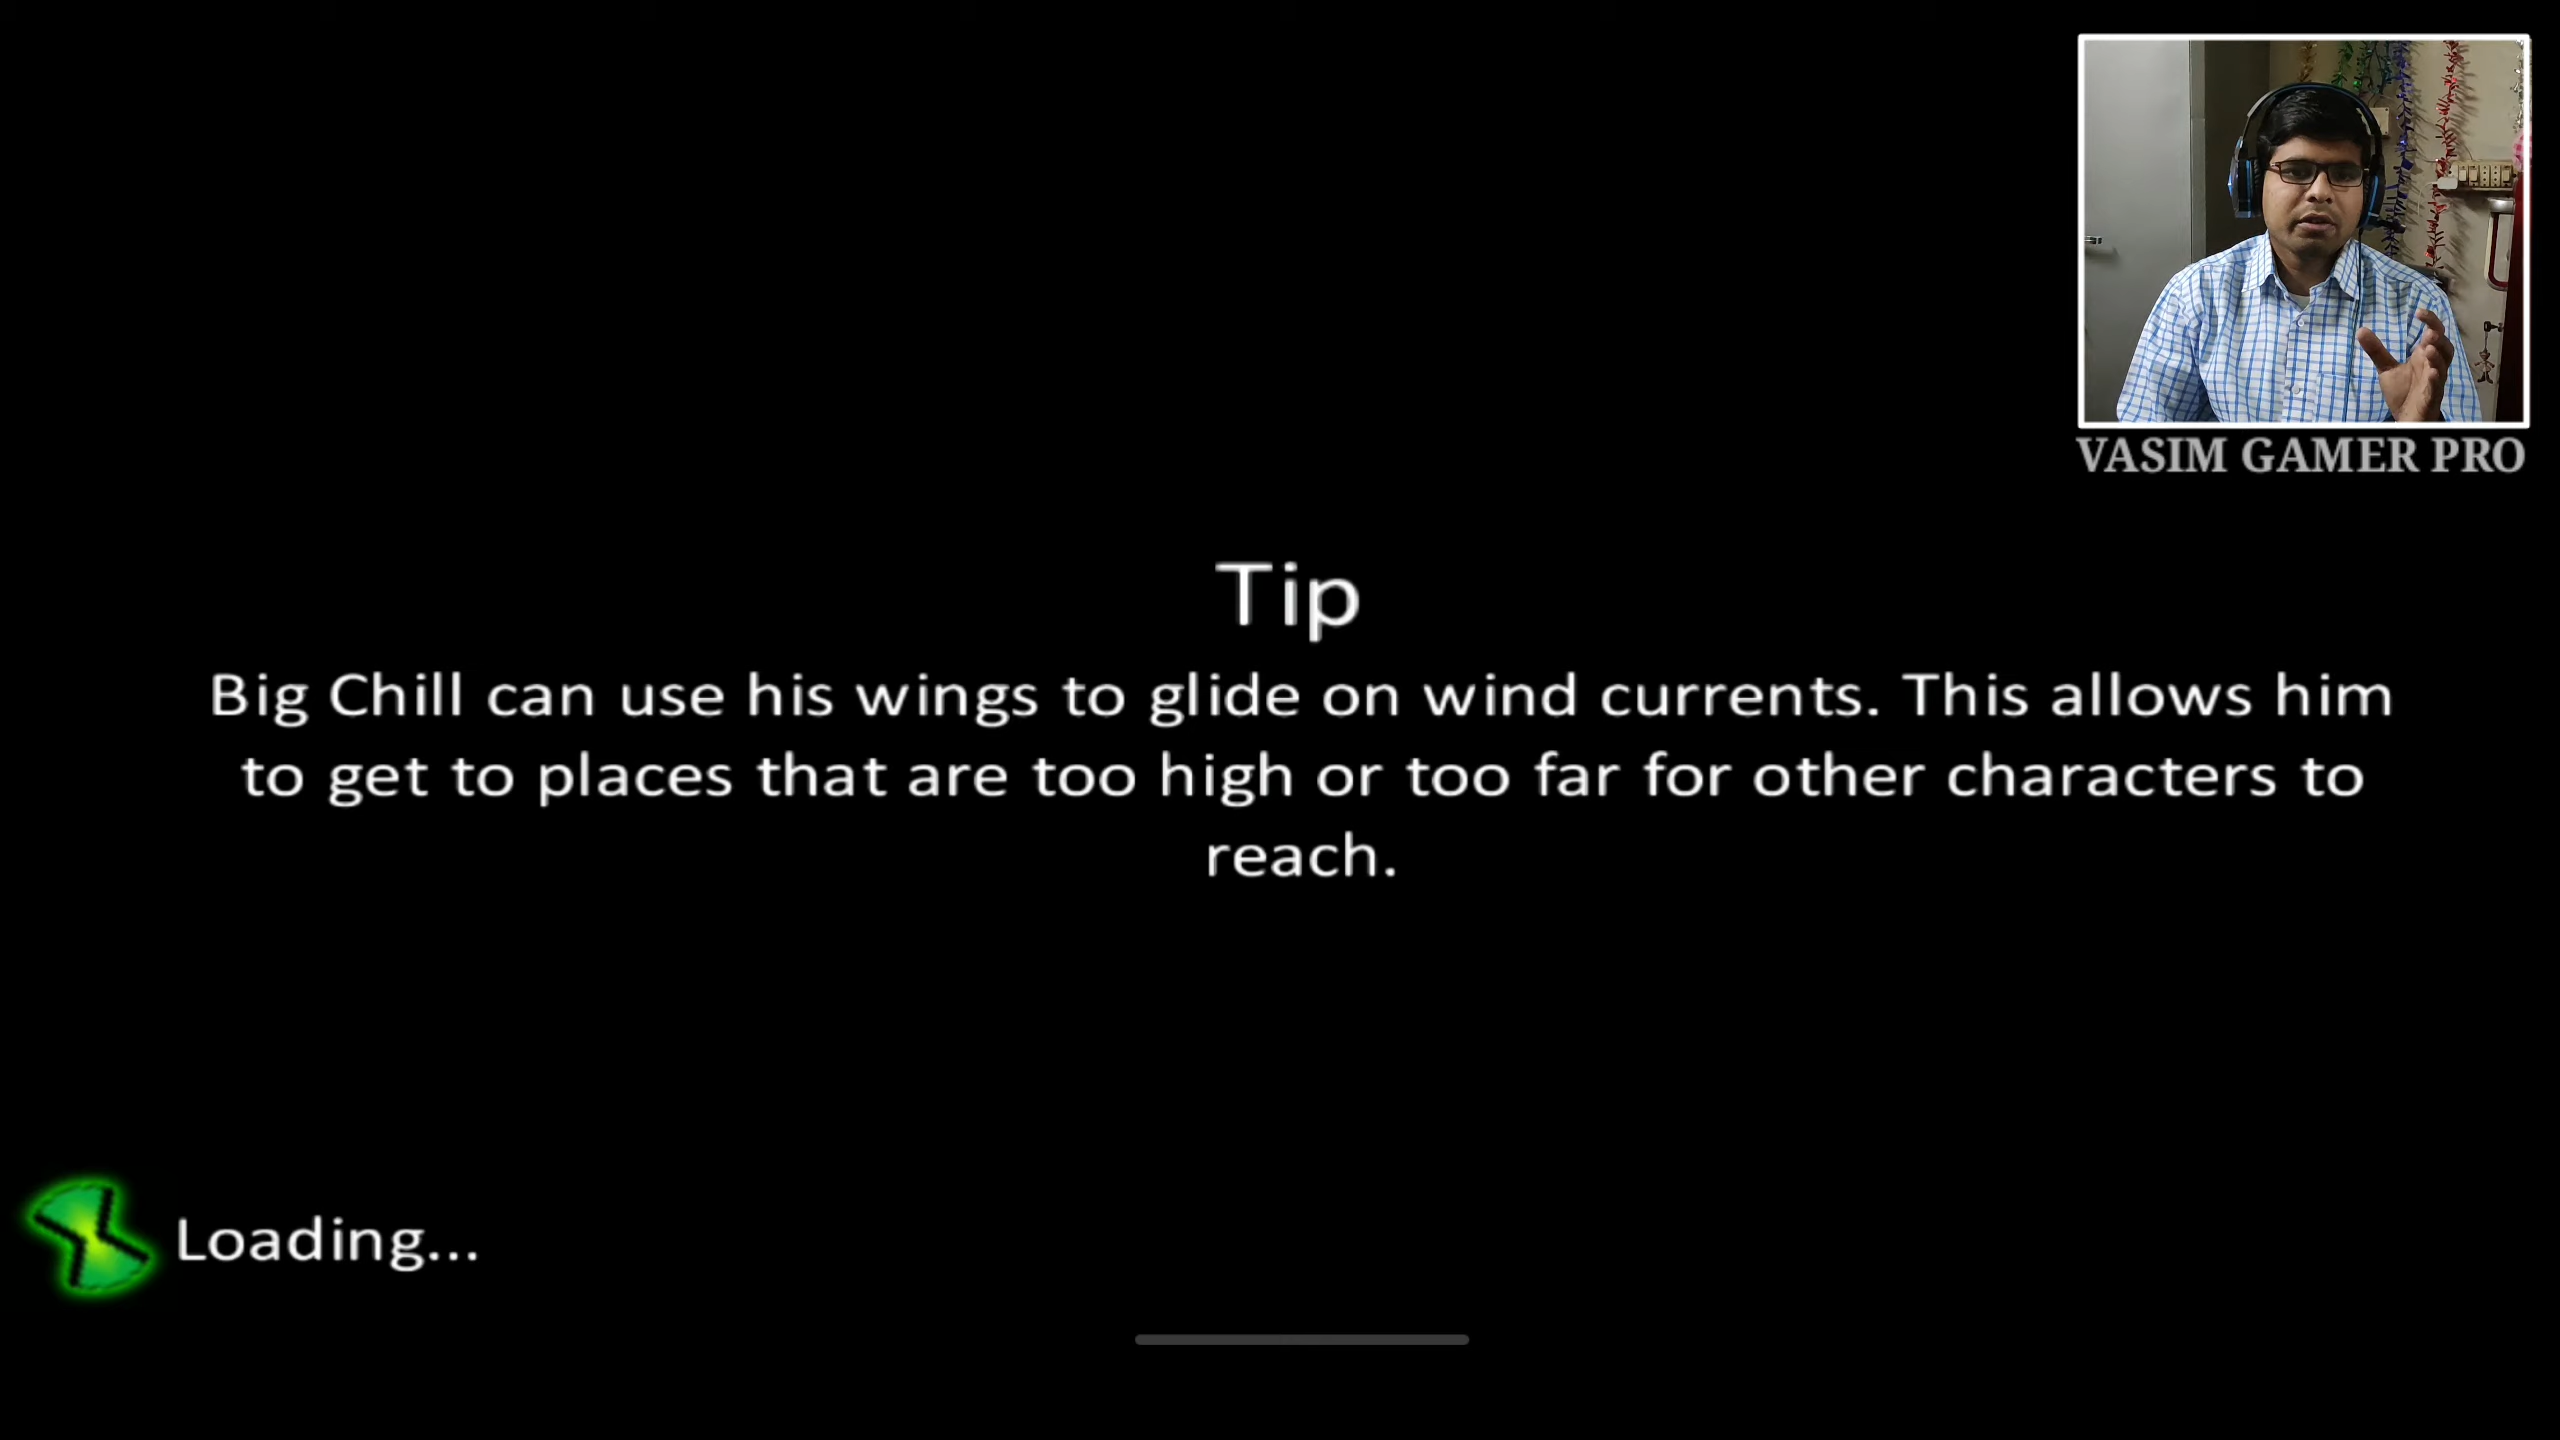 VASIM GAMER PRO
Tip
Big Chill can use his wings to glide on wind currents. This allows him
to get to places that are too high or too far for other characters to
reach.
Loading...